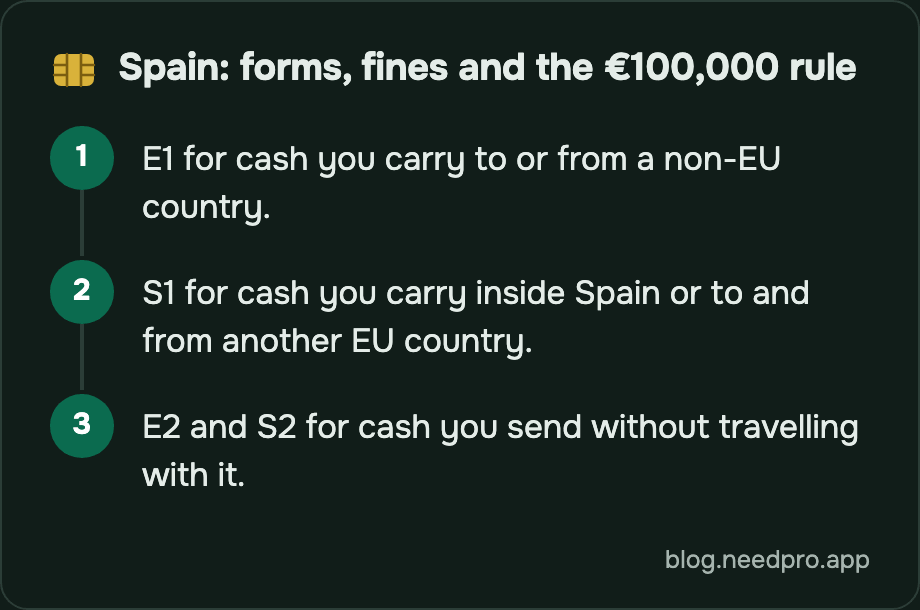 Spain: forms, fines and the €100,000 rule
1
E1 for cash you carry to or from a non-EU
country.
2
S1 for cash you carry inside Spain or to and
from another EU country.
3
E2 and S2 for cash you send without travelling
with it.
blog.needpro.app